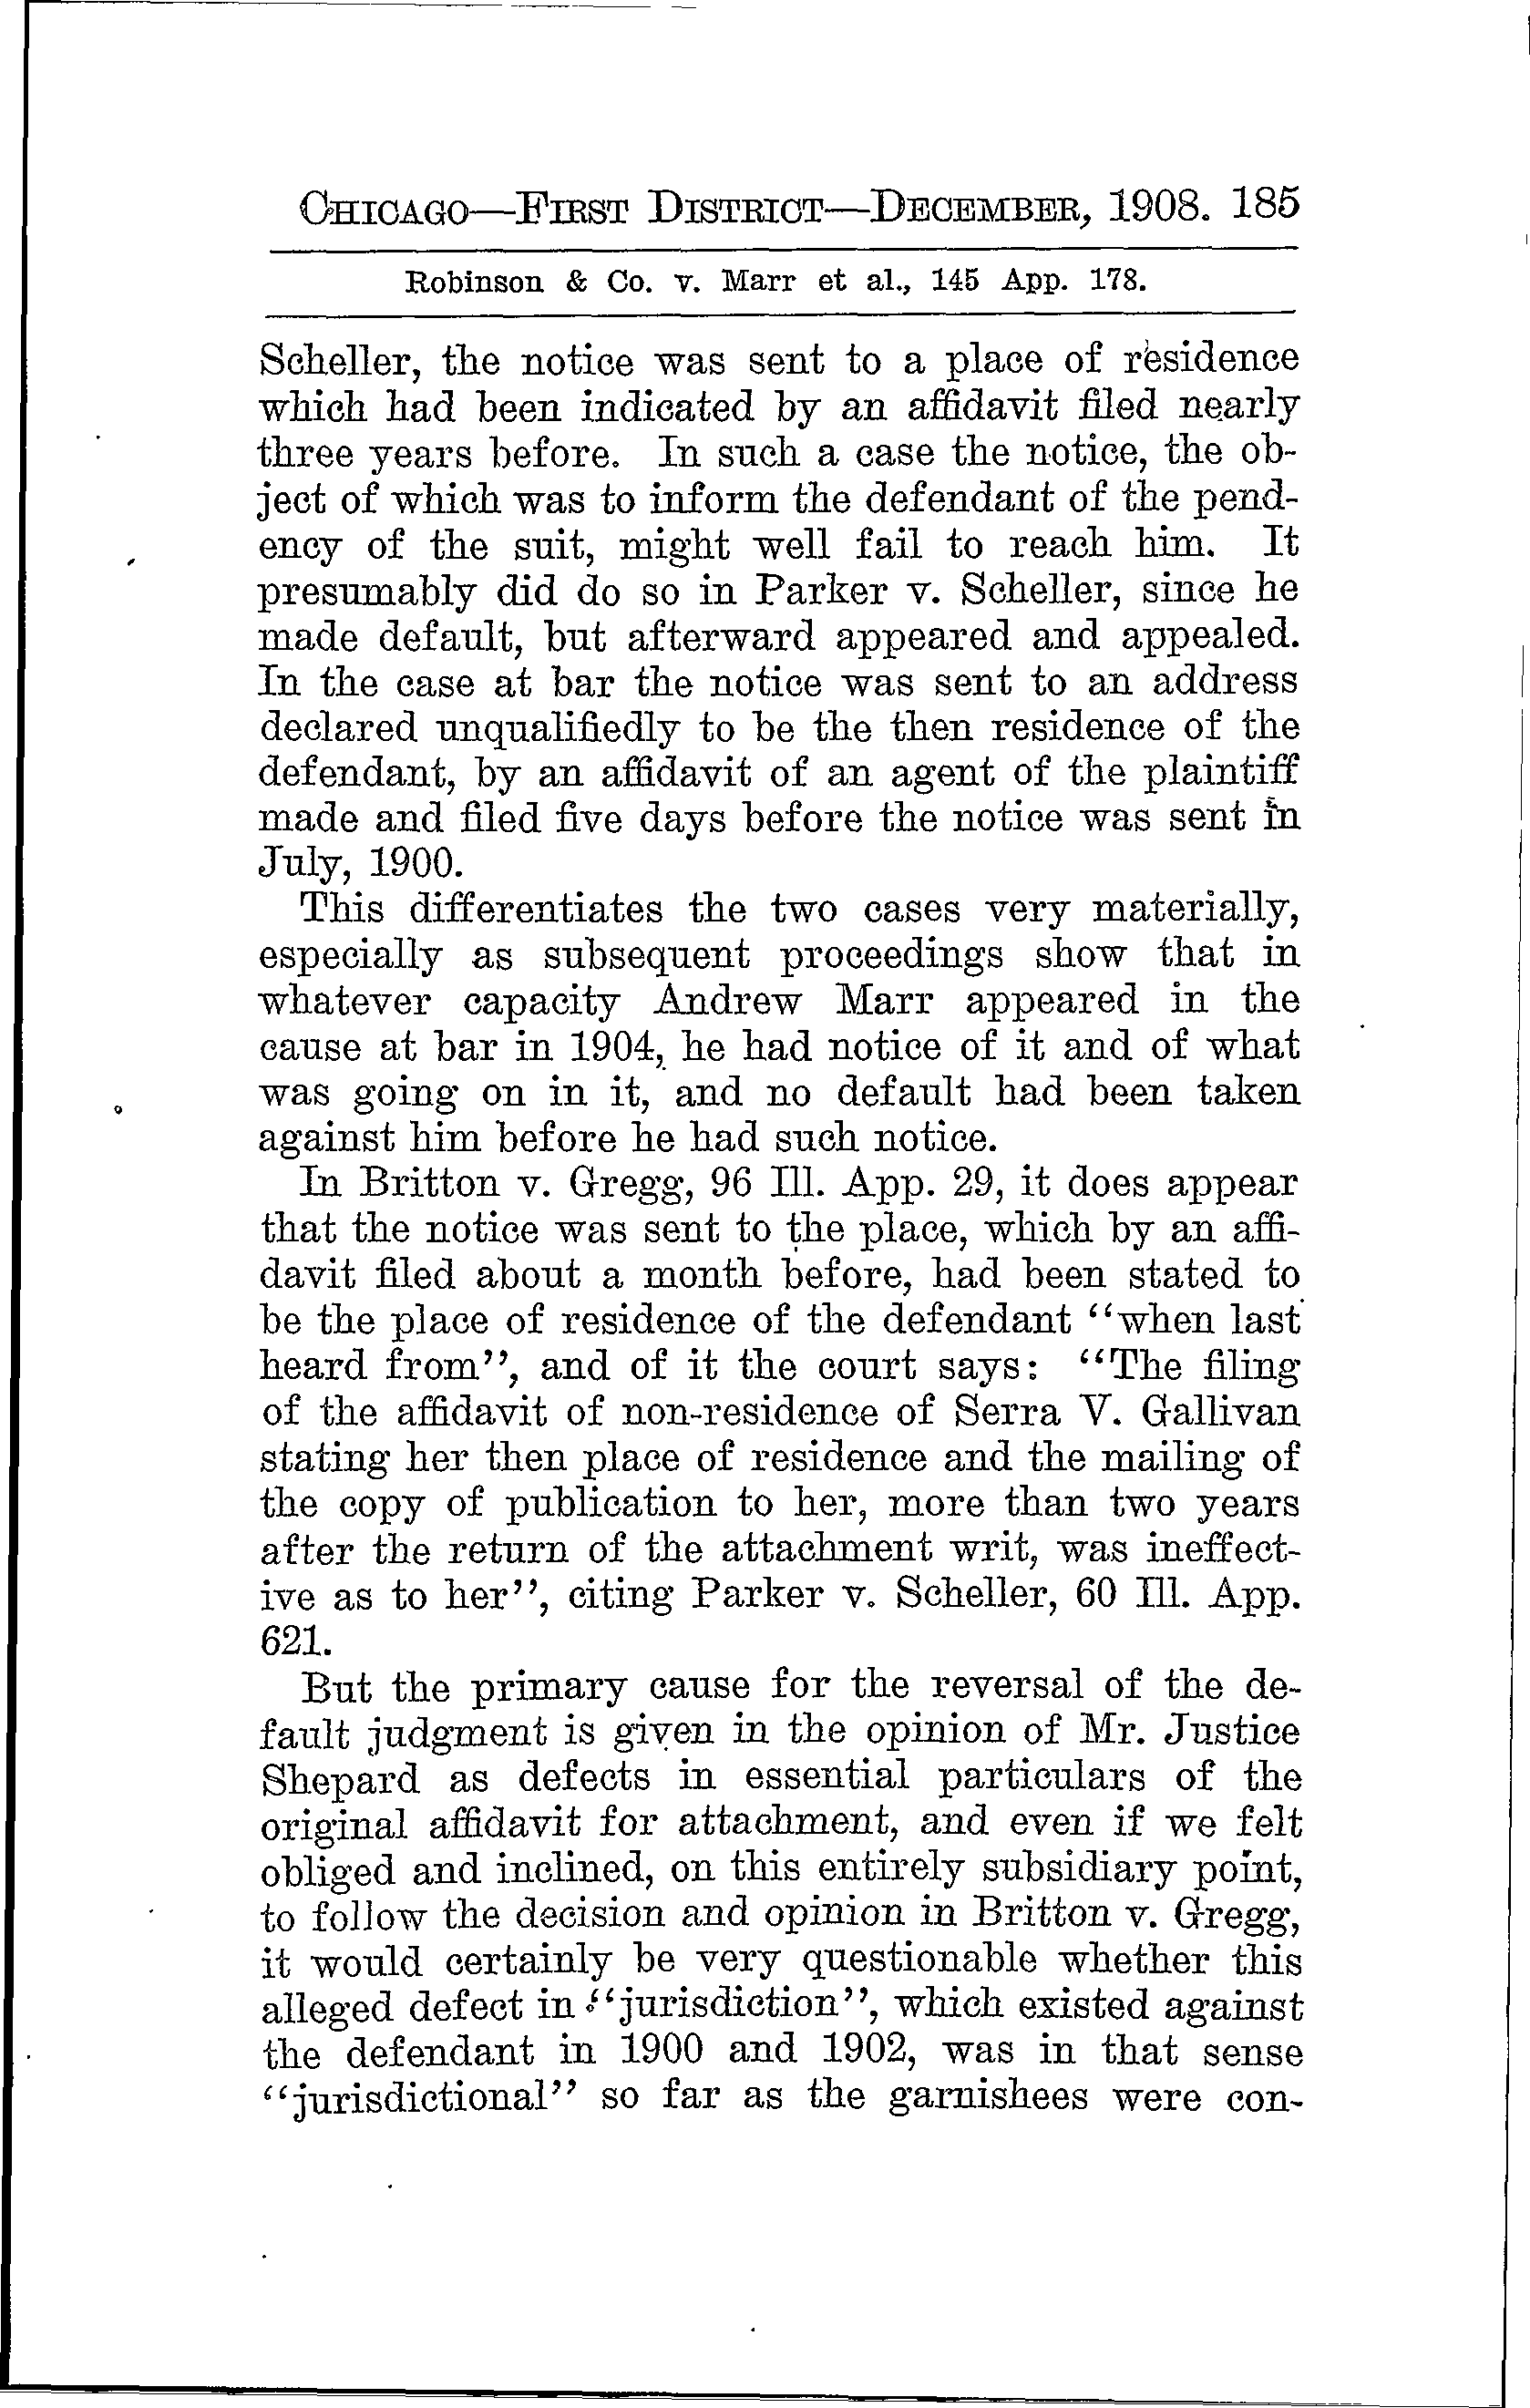 CHICAGO—FIRST DISTRICT—DECEMBER, 1908. 185
Robinson & Co. v. Marr et al., 145 App. 178.
Scheller, the notice was sent to a place of residence
which had been indicated by an affidavit filed nearly
three years before. In such a case the notice, the ob-
ject of which was to inform the defendant of the pend-
ency of the suit, might well fail to reach him. It
presumably did do so in Parker v. Scheller, since he
made default, but afterward appeared and appealed.
In the case at bar the notice was sent to an address
declared unqualifiedly to be the then residence of the
defendant, by an affidavit of an agent of the plaintiff
made and filed five days before the notice was sent in
July, 1900.
This differentiates the two cases very materially,
especially as subsequent proceedings show that in
whatever capacity Andrew Marr appeared in the
cause at bar in 1904, he had notice of it and of what
was going on in it, and no default had been taken
against him before he had such notice.
In Britton v. Gregg, 96 Ill. App. 29, it does appear
that the notice was sent to the place, which by an affi-
davit filed about a month before, had been stated to
be the place of residence of the defendant "when last
heard from", and of it the court says: "The filing
of the affidavit of non-residence of Serra V. Gallivan
stating her then place of residence and the mailing of
the copy of publication to her, more than two years
after the return of the attachment writ, was ineffect-
ive as to her", citing Parker v. Scheller, 60 Ill. App.
621.
But the primary cause for the reversal of the de-
fault judgment is given in the opinion of Mr. Justice
Shepard as defects in essential particulars of the
original affidavit for attachment, and even if we felt
obliged and inclined, on this entirely subsidiary point,
to follow the decision and opinion in Britton v. Gregg,
it would certainly be very questionable whether this
alleged defect in "jurisdiction", which existed against
the defendant in 1900 and 1902, was in that sense
"jurisdictional" so far as the garnishees were con-